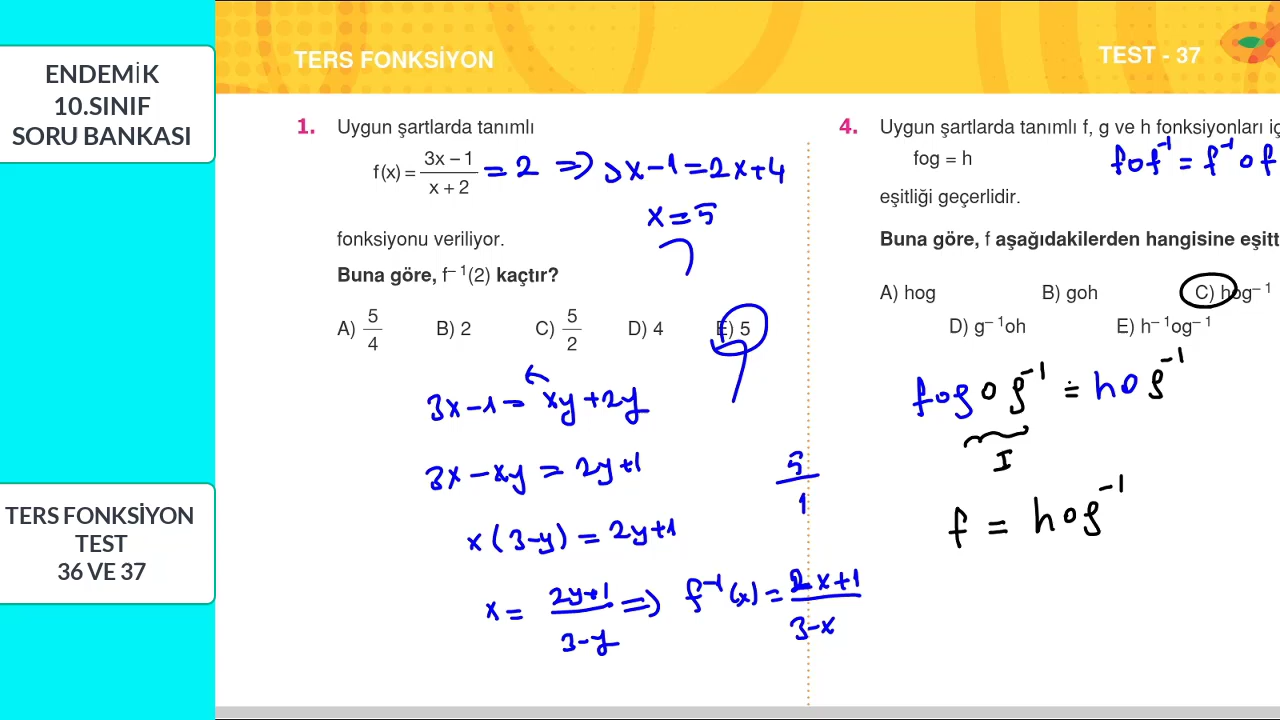 ENDEMİK
10.SINIF
SORU BANKASI
TERS FONKSİYON
TEST
36 VE 37
TERS FONKSİYON
TEST - 37
1. Uygun şartlarda tanımlı
f(x) = (3x – 1)/(x + 2) = 2 ⇒ 3x-1=2x+4
x=5
fonksiyonu veriliyor.
Buna göre, f⁻¹(2) kaçtır?
A) 5/4 B) 2 C) 5/2 D) 4 E) 5
3x-1= xy+2y
3x-xy = 2y+1
x(3-y)=2y+1
x= (2y+1)/(3-y) ⇒ f⁻¹(x)= (2x+1)/(3-x)
5/1
4. Uygun şartlarda tanımlı f, g ve h fonksiyonları
fog = h
fof⁻¹ = f⁻¹of
eşitliği geçerlidir.
Buna göre, f aşağıdakilerden hangisine
A) hog B) goh C) hog⁻¹
D) g⁻¹oh E) h⁻¹og⁻¹
fogog⁻¹ = hog⁻¹
I
f = hog⁻¹